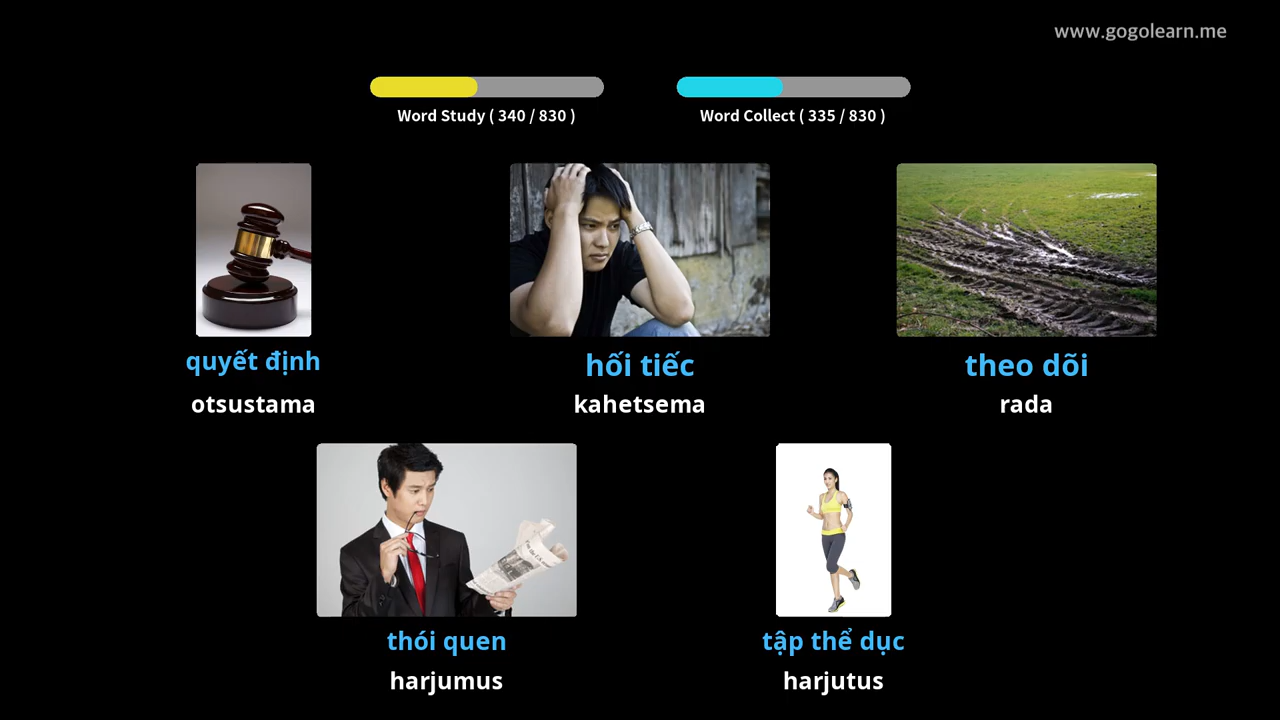 www.gogolearn.me
Word Study ( 340 / 830 )
Word Collect ( 335 / 830 )
quyết định
otsustama
hối tiếc
kahetsema
theo dõi
rada
thói quen
harjumus
tập thể dục
harjutus